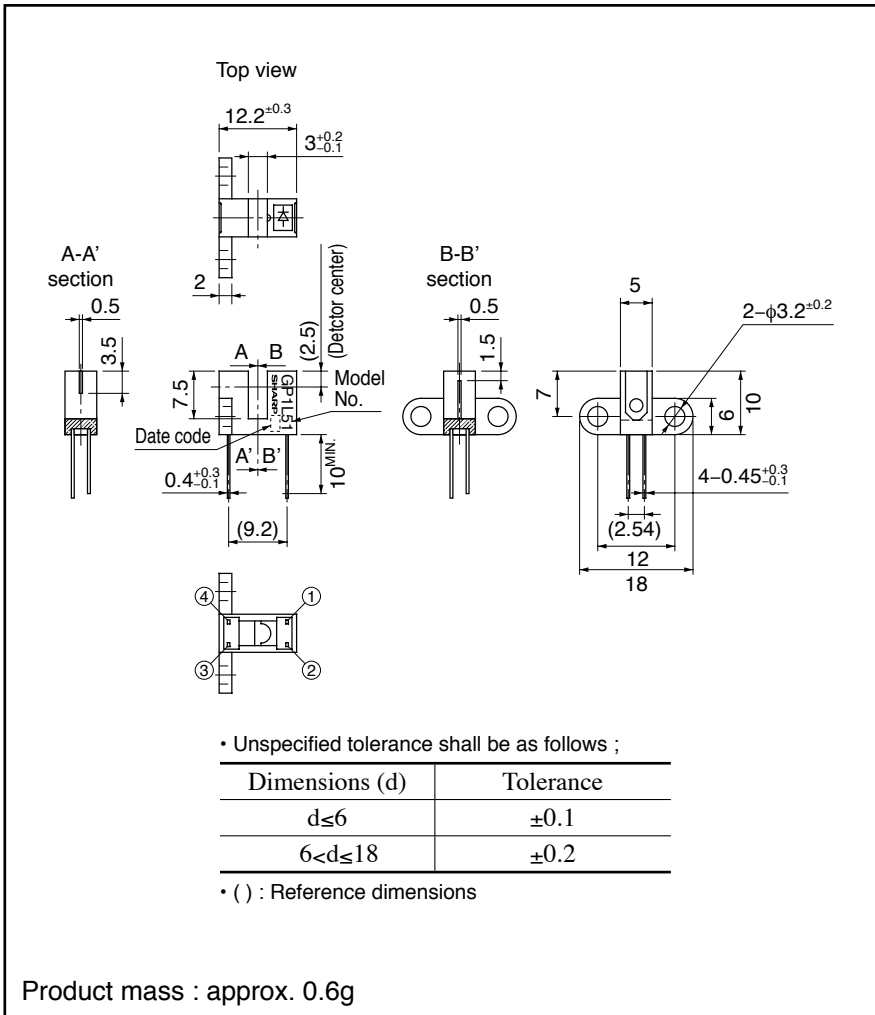 Top view
12.2±0.3
3+0.2−0.1
A-A'
section
0.5
3.5
2
(2.5)
(Detctor center)
B-B'
section
0.5
1.5
5
2−φ3.2±0.2
A B
7.5
GP1L51
SHARP
Model
No.
Date code
A' B'
10MIN.
0.4+0.3−0.1
(9.2)
7
6
10
4−0.45+0.3−0.1
(2.54)
12
18
④ ①
③ ②
• Unspecified tolerance shall be as follows ;
Dimensions (d) Tolerance
d≤6 ±0.1
6<d≤18 ±0.2
• ( ) : Reference dimensions
Product mass : approx. 0.6g